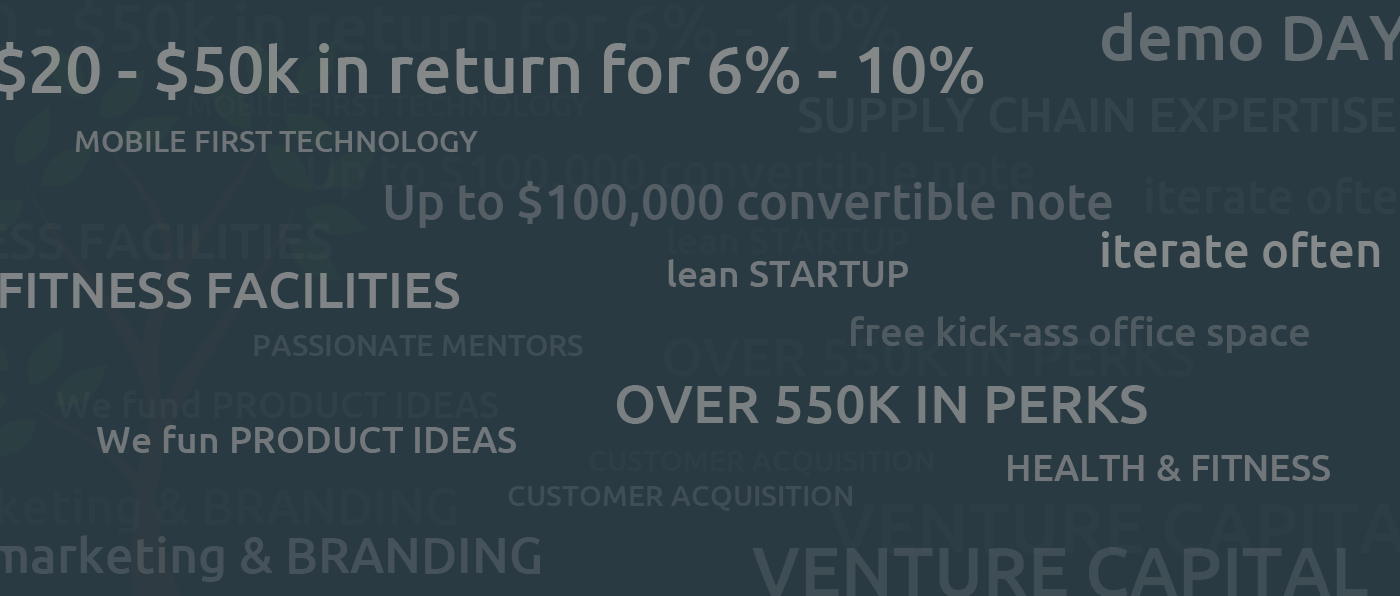 $20 - $50k in return for 6% - 10%
demo DAY
$50k in return for 6% - 10%
MOBILE FIRST TECHNOLOGY
SUPPLY CHAIN EXPERTISE
MOBILE FIRST TECHNOLOGY
Up to $100,000 convertible note
Up to $100,000 convertible note
iterate ofte
lean STARTUP
ESS FACILITIES
iterate often
lean STARTUP
FITNESS FACILITIES
free kick-ass office space
PASSIONATE MENTORS
OVER 550K IN PERKS
OVER 550K IN PERKS
We fund PRODUCT IDEAS
We fun PRODUCT IDEAS
CUSTOMER ACQUISITION
HEALTH & FITNESS
CUSTOMER ACQUISITION
keting & BRANDING
VENTURE CAPITA
marketing & BRANDING
VENTURE CAPITAL